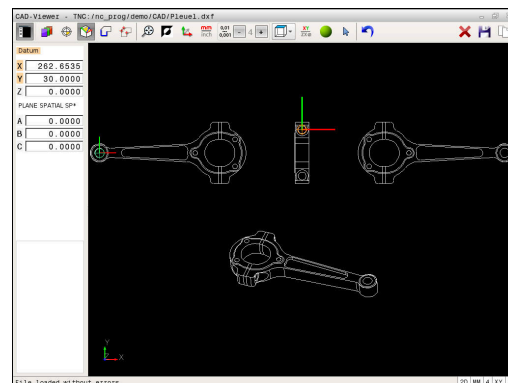 CAD-Viewer - TNC:/nc_prog/demo/CAD/Pleuel.dxf
mm
inch
0,01
0,001
4
XY
Datum
X 262.6535
Y 30.0000
Z 0.0000
PLANE SPATIAL SP*
A 0.0000
B 0.0000
C 0.0000
Y
Z
X
File loaded without errors
2D MM 4 XY